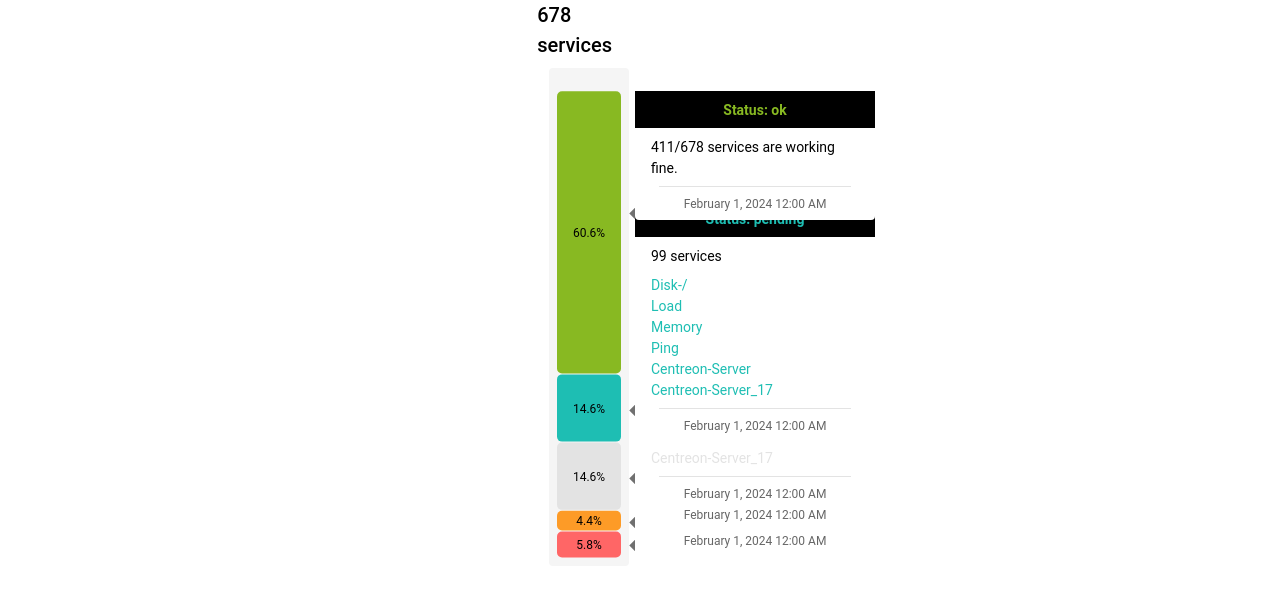 678
services
60.6%
14.6%
14.6%
4.4%
5.8%
Status: ok
411/678 services are working
fine.
February 1, 2024 12:00 AM
Status: pending
99 services
Disk-/
Load
Memory
Ping
Centreon-Server
Centreon-Server_17
February 1, 2024 12:00 AM
Centreon-Server_17
February 1, 2024 12:00 AM
February 1, 2024 12:00 AM
February 1, 2024 12:00 AM